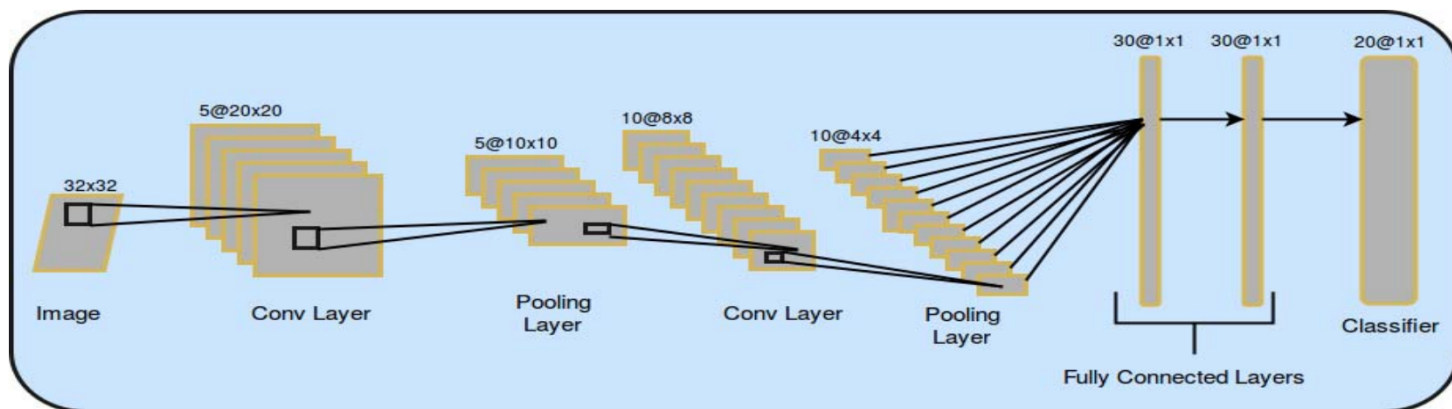 32x32
Image
5@20x20
Conv Layer
5@10x10
Pooling
Layer
10@8x8
Conv Layer
10@4x4
Pooling
Layer
30@1x1
30@1x1
Fully Connected Layers
20@1x1
Classifier